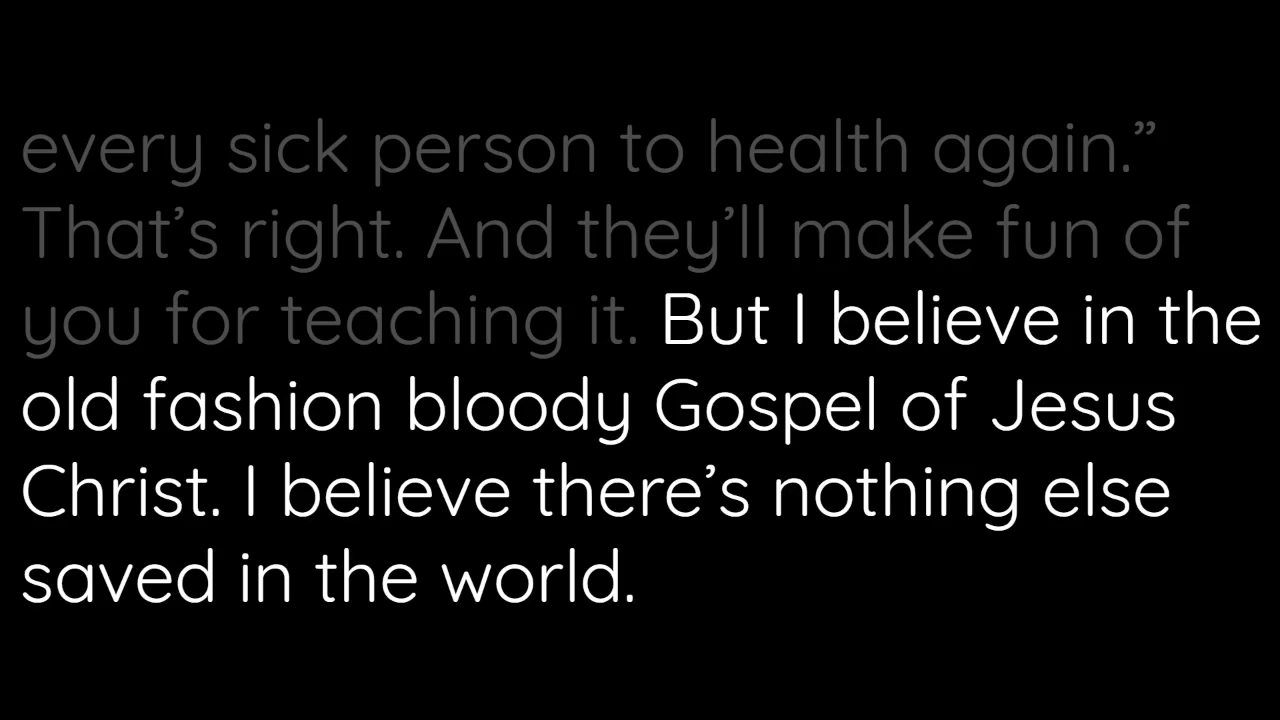 every sick person to health again.”
That’s right. And they’ll make fun of
you for teaching it. But I believe in the
old fashion bloody Gospel of Jesus
Christ. I believe there’s nothing else
saved in the world.